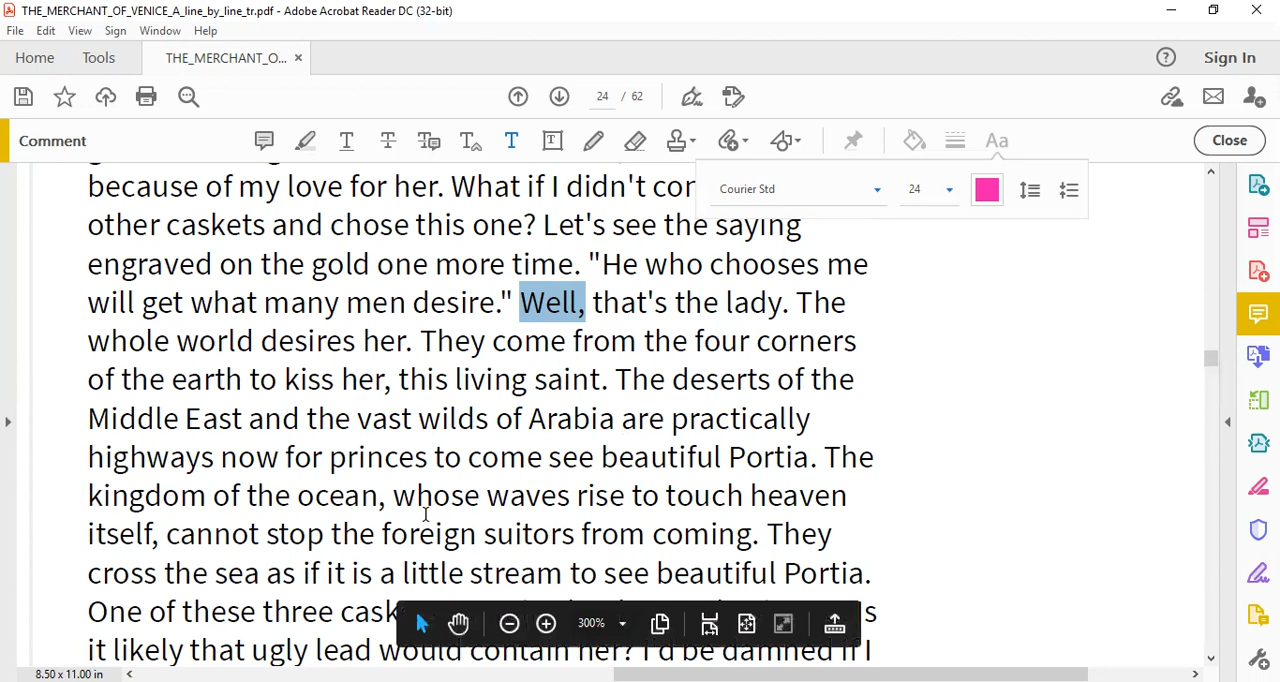 THE_MERCHANT_OF_VENICE_A_line_by_line_tr.pdf - Adobe Acrobat Reader DC (32-bit)
File Edit View Sign Window Help
Home Tools THE_MERCHANT_O... × Sign In
24 / 62
Comment Close
Courier Std 24
because of my love for her. What if I didn't
other caskets and chose this one? Let's see the saying
engraved on the gold one more time. "He who chooses me
will get what many men desire." Well, that's the lady. The
whole world desires her. They come from the four corners
of the earth to kiss her, this living saint. The deserts of the
Middle East and the vast wilds of Arabia are practically
highways now for princes to come see beautiful Portia. The
kingdom of the ocean, whose waves rise to touch heaven
itself, cannot stop the foreign suitors from coming. They
cross the sea as if it is a little stream to see beautiful Portia.
One of these three
300%
it likely that ugly lead would contain her? I'd be damned if I
8.50 x 11.00 in